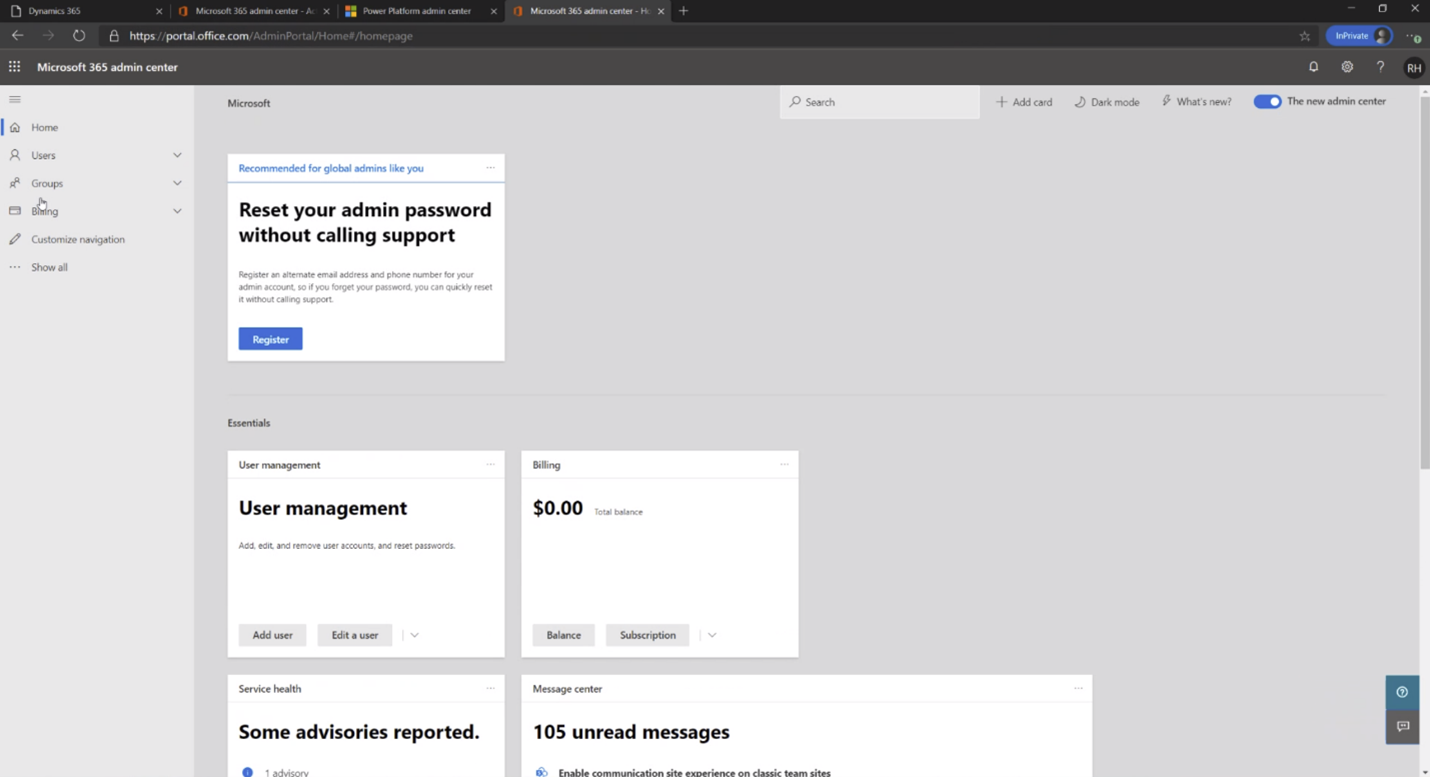 Dynamics 365
Microsoft 365 admin center - A
Power Platform admin center
Microsoft 365 admin center - Ho
https://portal.office.com/AdminPortal/Home#/homepage
InPrivate
Microsoft 365 admin center
RH
Home
Users
Groups
Billing
Customize navigation
Show all
Microsoft
Search
Add card
Dark mode
What's new?
The new admin center
Recommended for global admins like you
Reset your admin password
without calling support
Register an alternate email address and phone number for your
admin account, so if you forget your password, you can quickly reset
it without calling support.
Register
Essentials
User management
User management
Add, edit, and remove user accounts, and reset passwords.
Add user
Edit a user
Billing
$0.00 Total balance
Balance
Subscription
Service health
Some advisories reported.
1 advisory
Message center
105 unread messages
Enable communication site experience on classic team sites